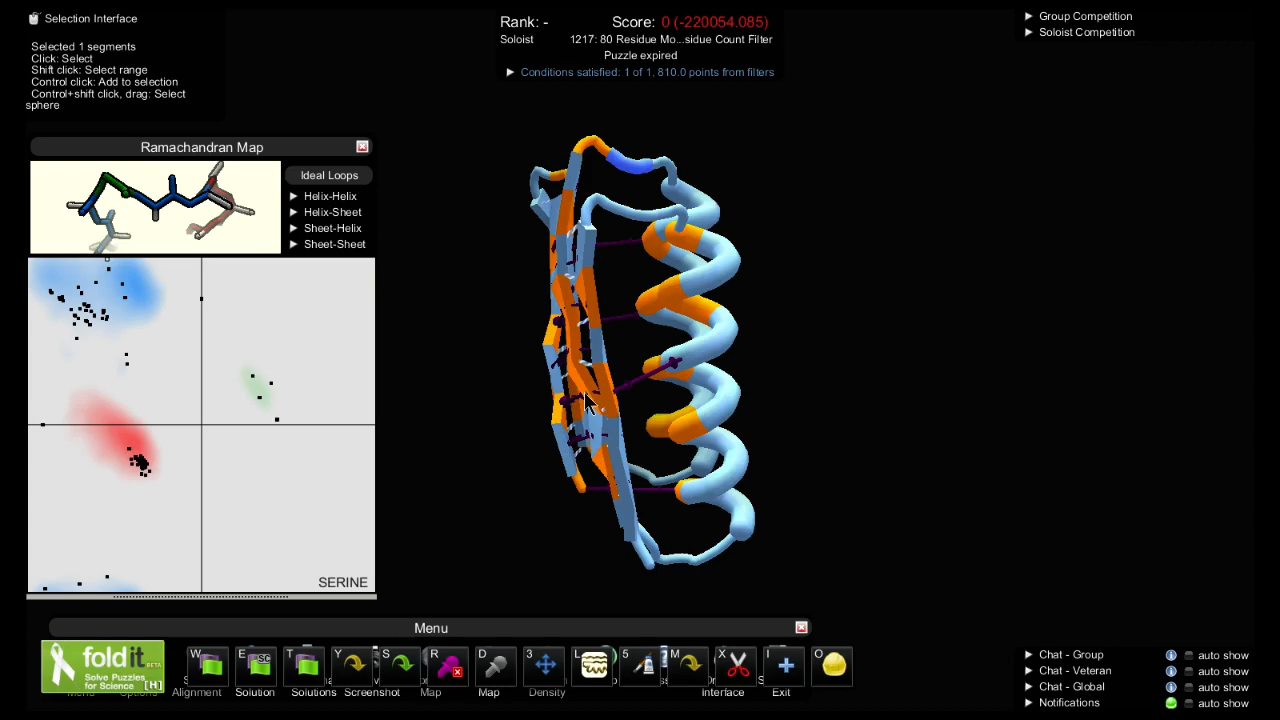 Selection Interface
Selected 1 segments
Click: Select
Shift click: Select range
Control click: Add to selection
Control+shift click, drag: Select
sphere
Rank: -
Score: 0 (-220054.085)
Soloist
1217: 80 Residue Mo...sidue Count Filter
Puzzle expired
Conditions satisfied: 1 of 1, 810.0 points from filters
Group Competition
Soloist Competition
Ramachandran Map
Ideal Loops
Helix-Helix
Helix-Sheet
Sheet-Helix
Sheet-Sheet
SERINE
Menu
foldit
BETA
Solve Puzzles
for Science
[H]
W
E
SC
T
Y
S
R
D
3
L
5
M
X
I
O
Menu
Options
Alignment
Solution
Solutions
Screenshot
Map
Map
Density
Interface
Exit
Chat - Group
auto show
Chat - Veteran
auto show
Chat - Global
auto show
Notifications
auto show